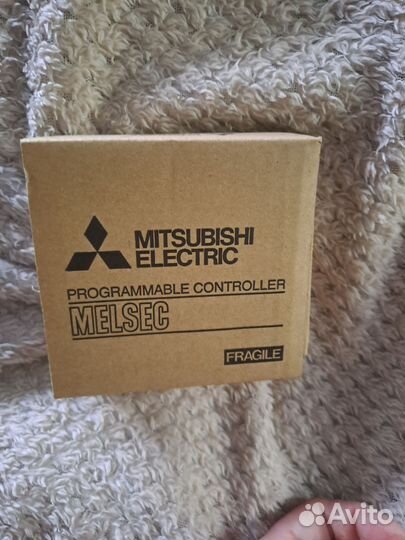 MITSUBISHI
ELECTRIC
PROGRAMMABLE CONTROLLER
MELSEC
FRAGILE
Avito